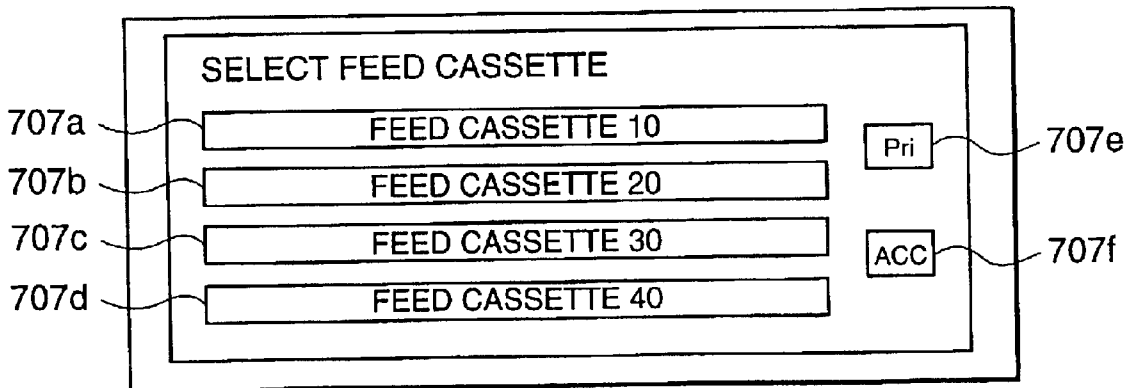 SELECT FEED CASSETTE
707a FEED CASSETTE 10
Pri 707e
707b FEED CASSETTE 20
707c FEED CASSETTE 30
ACC 707f
707d FEED CASSETTE 40